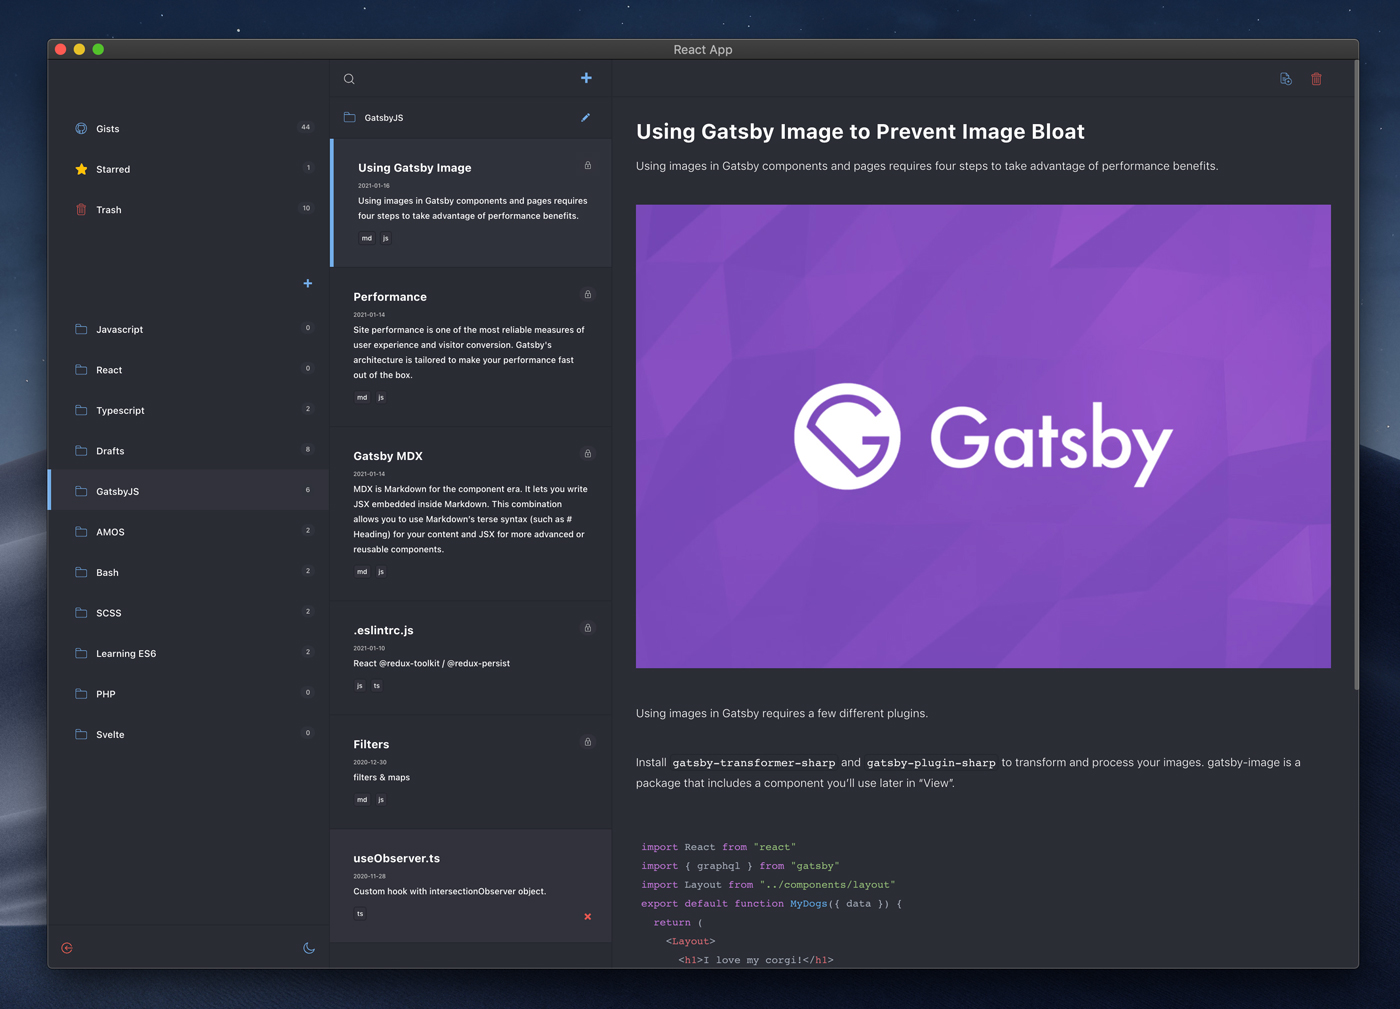 React App
Gists 44
Starred 1
Trash 10
Javascript 0
React 0
Typescript 2
Drafts 8
GatsbyJS 6
AMOS 2
Bash 2
SCSS 2
Learning ES6 2
PHP 0
Svelte 0
GatsbyJS
Using Gatsby Image
2021-01-16
Using images in Gatsby components and pages requires
four steps to take advantage of performance benefits.
md js
Performance
2021-01-14
Site performance is one of the most reliable measures of
user experience and visitor conversion. Gatsby's
architecture is tailored to make your performance fast
out of the box.
md js
Gatsby MDX
2021-01-14
MDX is Markdown for the component era. It lets you write
JSX embedded inside Markdown. This combination
allows you to use Markdown's terse syntax (such as #
Heading) for your content and JSX for more advanced or
reusable components.
md js
.eslintrc.js
2021-01-10
React @redux-toolkit / @redux-persist
js ts
Filters
2020-12-30
filters & maps
md js
useObserver.ts
2020-11-28
Custom hook with intersectionObserver object.
ts
Using Gatsby Image to Prevent Image Bloat
Using images in Gatsby components and pages requires four steps to take advantage of performance benefits.
Gatsby
Using images in Gatsby requires a few different plugins.
Install gatsby-transformer-sharp and gatsby-plugin-sharp to transform and process your images. gatsby-image is a
package that includes a component you’ll use later in “View”.
import React from "react"
import { graphql } from "gatsby"
import Layout from "../components/layout"
export default function MyDogs({ data }) {
return (
<Layout>
<h1>I love my corgi!</h1>